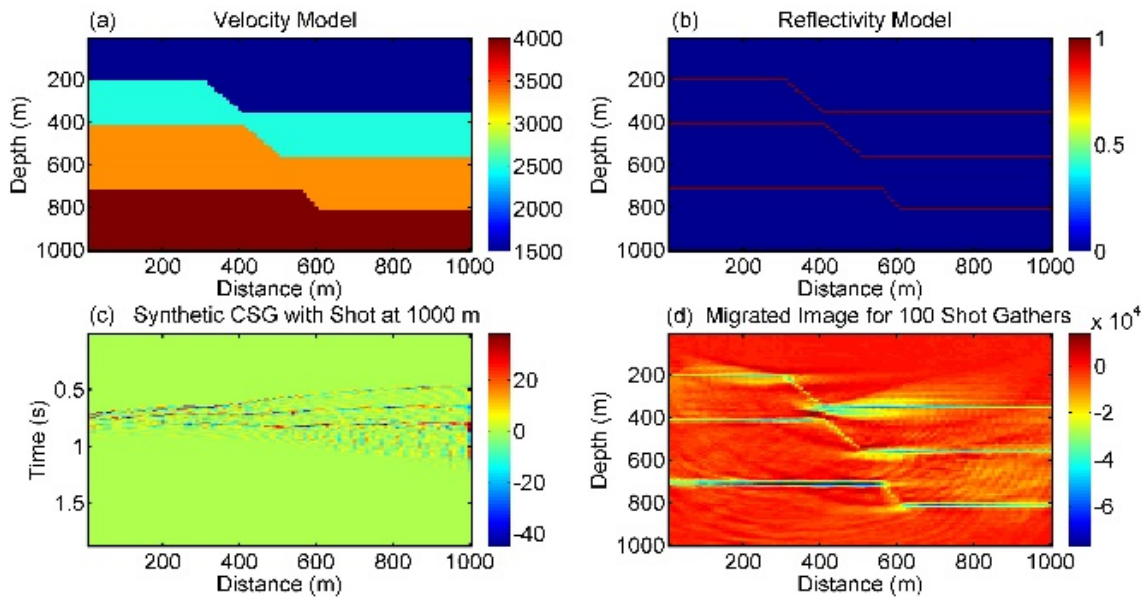 (a) Velocity Model
200
400
600
800
1000
Depth (m)
200 400 600 800 1000
Distance (m)
4000
3500
3000
2500
2000
1500
(b) Reflectivity Model
200
400
600
800
1000
Depth (m)
200 400 600 800 1000
Distance (m)
1
0.5
0
(c) Synthetic CSG with Shot at 1000 m
0.5
1
1.5
Time (s)
200 400 600 800 1000
Distance (m)
20
0
-20
-40
(d) Migrated Image for 100 Shot Gathers
x 10^4
200
400
600
800
1000
Depth (m)
200 400 600 800 1000
Distance (m)
0
-2
-4
-6